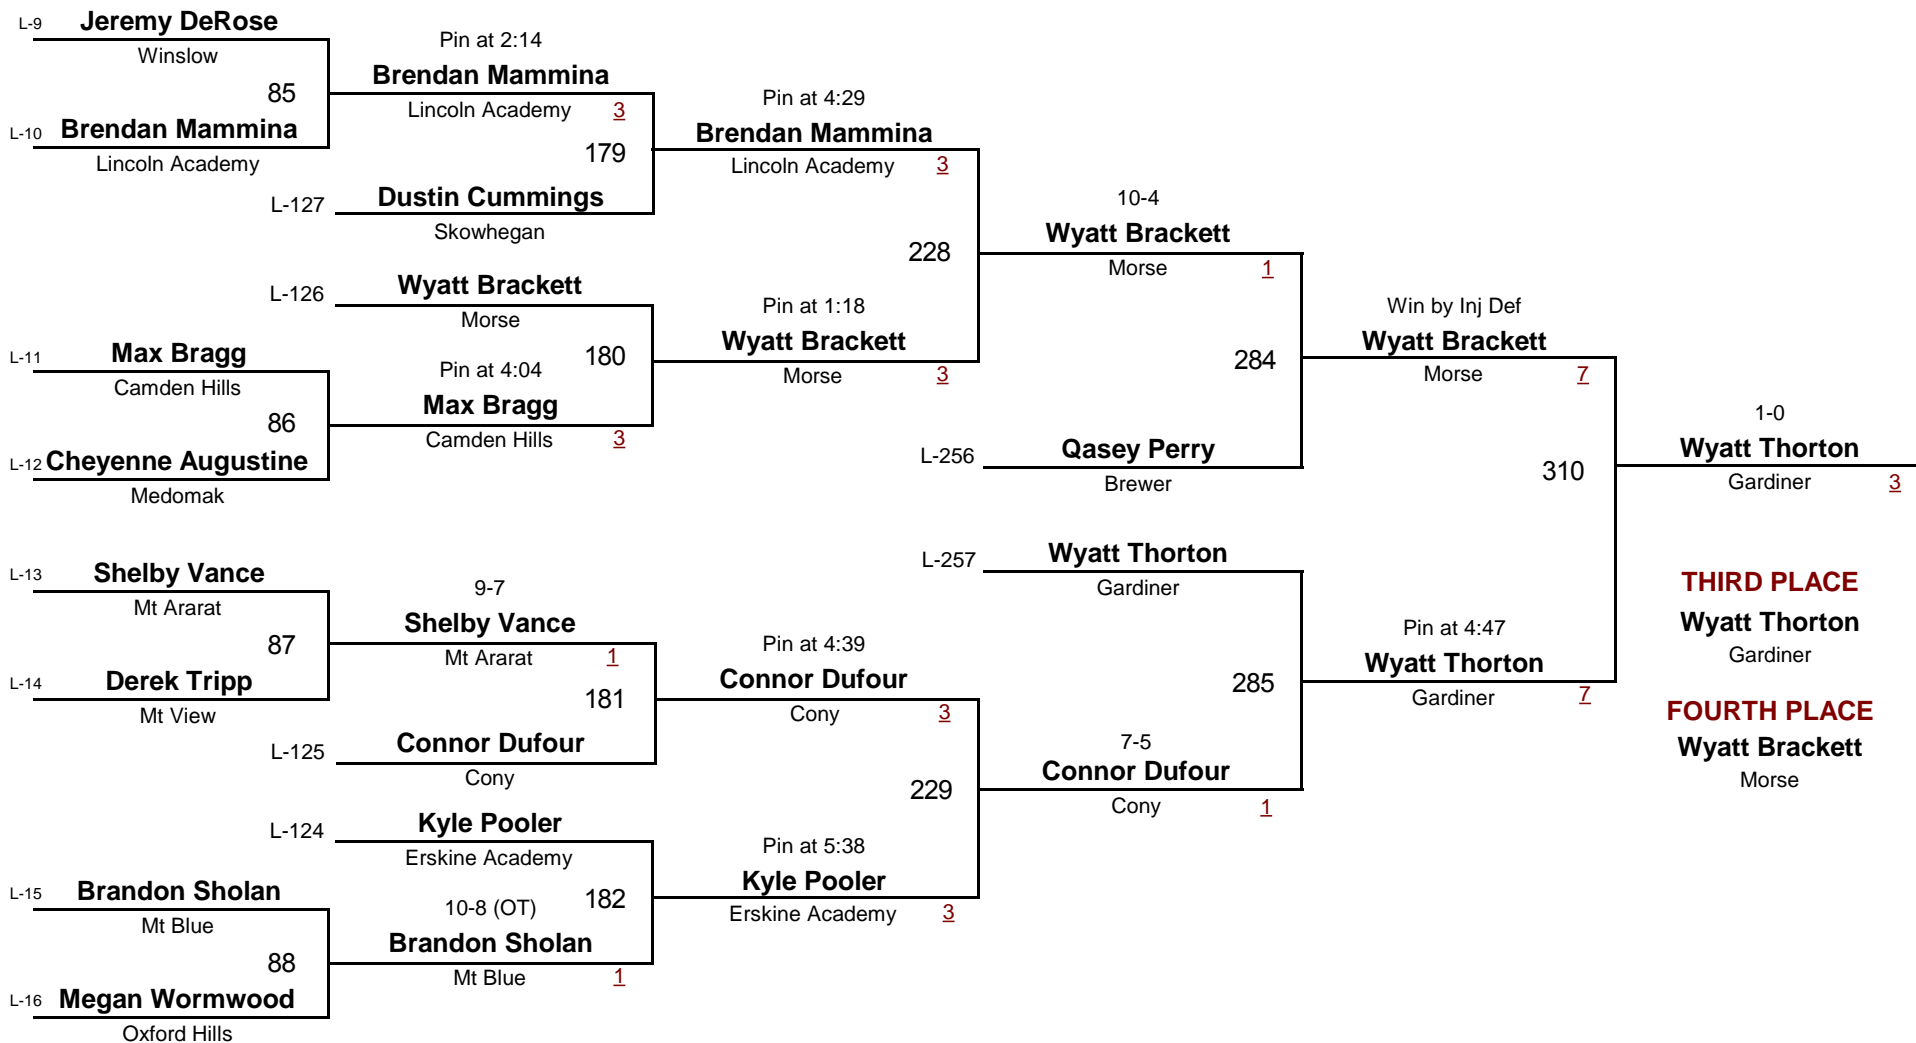 L-9 Jeremy DeRose
Winslow
85
L-10 Brendan Mammina
Lincoln Academy
Pin at 2:14
Brendan Mammina
Lincoln Academy 3
179
L-127 Dustin Cummings
Skowhegan
Pin at 4:29
Brendan Mammina
Lincoln Academy 3
228
L-126 Wyatt Brackett
Morse
180
L-11 Max Bragg
Camden Hills
86
L-12 Cheyenne Augustine
Medomak
Pin at 4:04
Max Bragg
Camden Hills 3
Pin at 1:18
Wyatt Brackett
Morse 3
10-4
Wyatt Brackett
Morse 1
284
L-256 Qasey Perry
Brewer
Win by Inj Def
Wyatt Brackett
Morse 7
310
1-0
Wyatt Thorton
Gardiner 3
L-13 Shelby Vance
Mt Ararat
87
L-14 Derek Tripp
Mt View
9-7
Shelby Vance
Mt Ararat 1
181
L-125 Connor Dufour
Cony
Pin at 4:39
Connor Dufour
Cony 3
229
L-124 Kyle Pooler
Erskine Academy
182
L-15 Brandon Sholan
Mt Blue
88
L-16 Megan Wormwood
Oxford Hills
10-8 (OT)
Brandon Sholan
Mt Blue 1
Pin at 5:38
Kyle Pooler
Erskine Academy 3
L-257 Wyatt Thorton
Gardiner
285
7-5
Connor Dufour
Cony 1
Pin at 4:47
Wyatt Thorton
Gardiner 7
THIRD PLACE
Wyatt Thorton
Gardiner
FOURTH PLACE
Wyatt Brackett
Morse